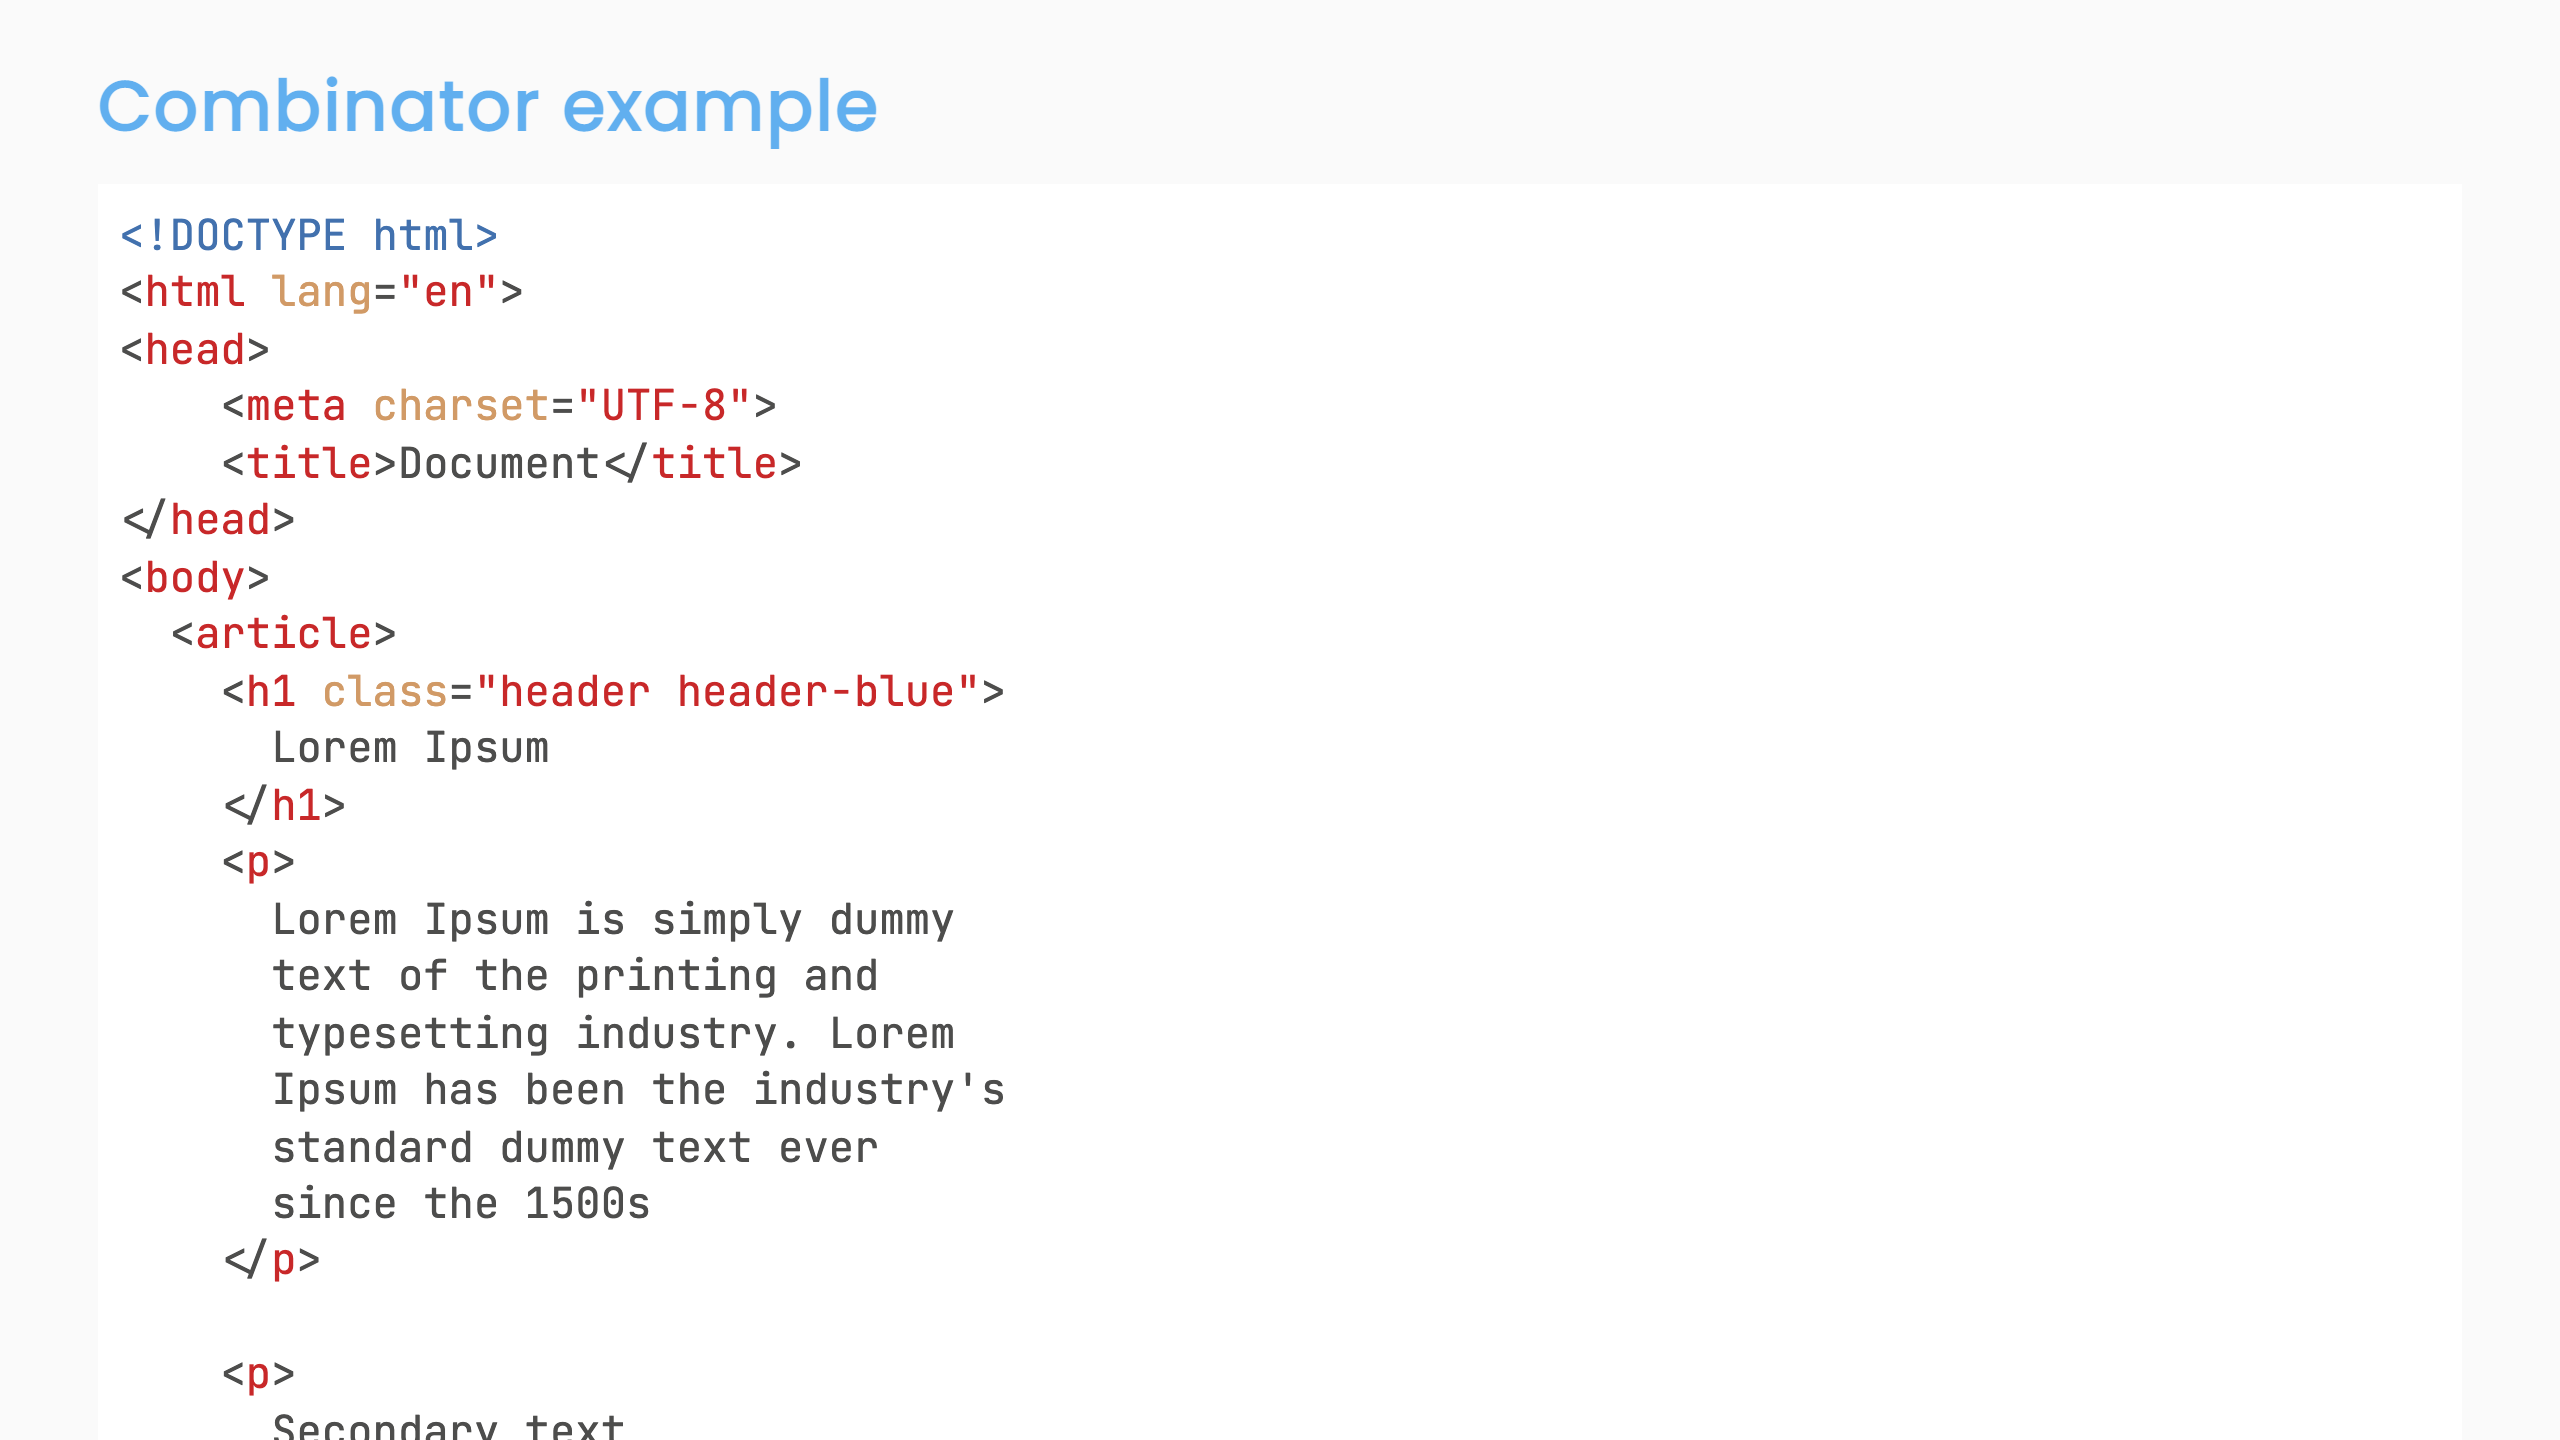 Combinator example
<!DOCTYPE html>
<html lang="en">
<head>
    <meta charset="UTF-8">
    <title>Document</title>
</head>
<body>
  <article>
    <h1 class="header header-blue">
      Lorem Ipsum
    </h1>
    <p>
      Lorem Ipsum is simply dummy
      text of the printing and
      typesetting industry. Lorem
      Ipsum has been the industry's
      standard dummy text ever
      since the 1500s
    </p>

    <p>
      Secondary text